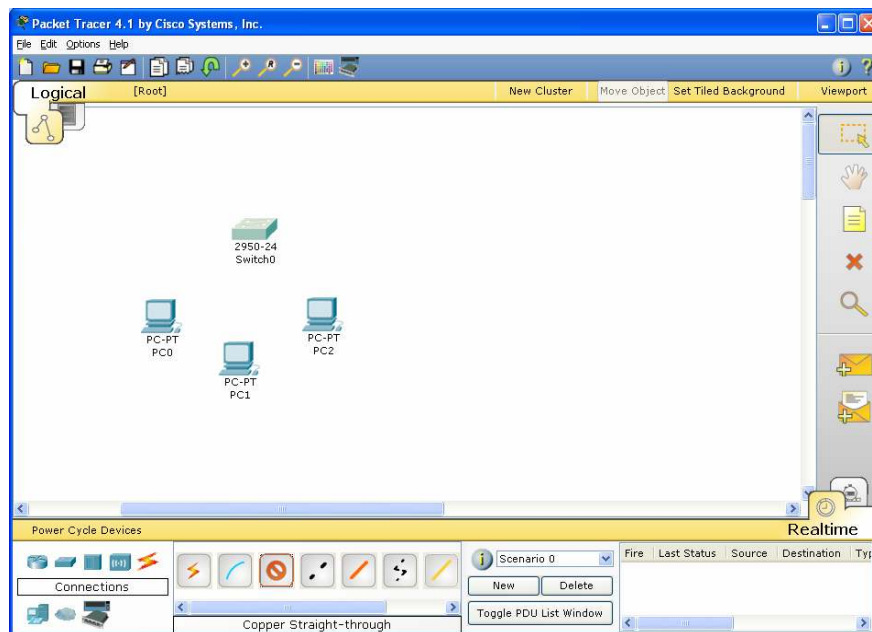 Packet Tracer 4.1 by Cisco Systems, Inc.
File Edit Options Help
Logical [Root] New Cluster Move Object Set Tiled Background Viewport
2950-24
Switch0
PC-PT
PC0
PC-PT
PC2
PC-PT
PC1
Power Cycle Devices
Realtime
Connections
Copper Straight-through
Scenario 0
New Delete
Toggle PDU List Window
Fire Last Status Source Destination Typ